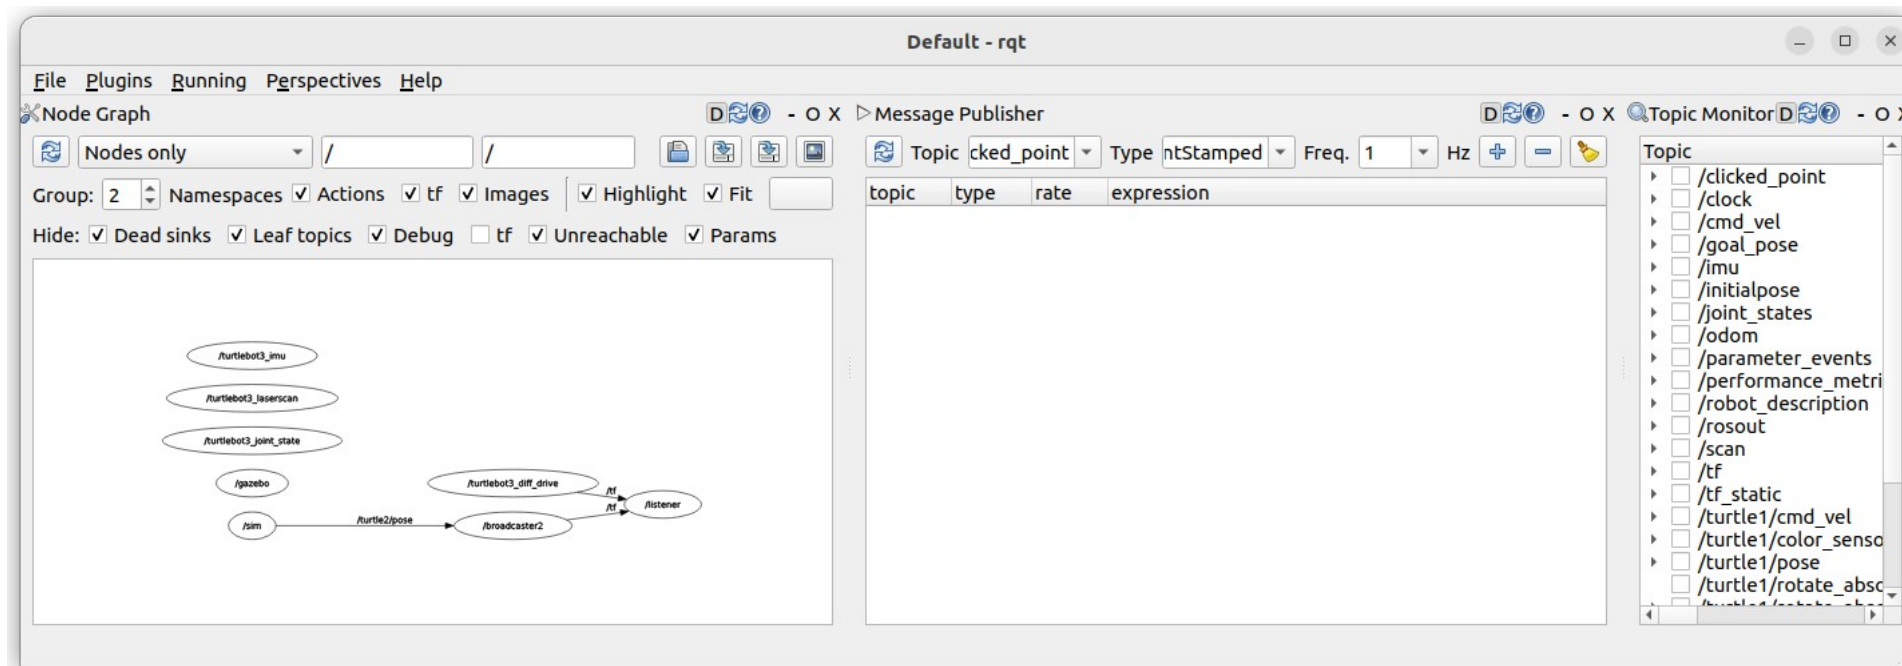 Default - rqt
File Plugins Running Perspectives Help
Node Graph D - O X
Nodes only / /
Group: 2 Namespaces Actions tf Images Highlight Fit
Hide: Dead sinks Leaf topics Debug tf Unreachable Params
/turtlebot3_imu
/turtlebot3_laserscan
/turtlebot3_joint_state
/gazebo /turtlebot3_diff_drive /tf
/listener
/sim /turtle2/pose /broadcaster2 /tf
Message Publisher D - O X
Topic cked_point Type ntStamped Freq. 1 Hz
topic type rate expression
Topic Monitor D - O
Topic
/clicked_point
/clock
/cmd_vel
/goal_pose
/imu
/initialpose
/joint_states
/odom
/parameter_events
/performance_metri
/robot_description
/rosout
/scan
/tf
/tf_static
/turtle1/cmd_vel
/turtle1/color_senso
/turtle1/pose
/turtle1/rotate_absc